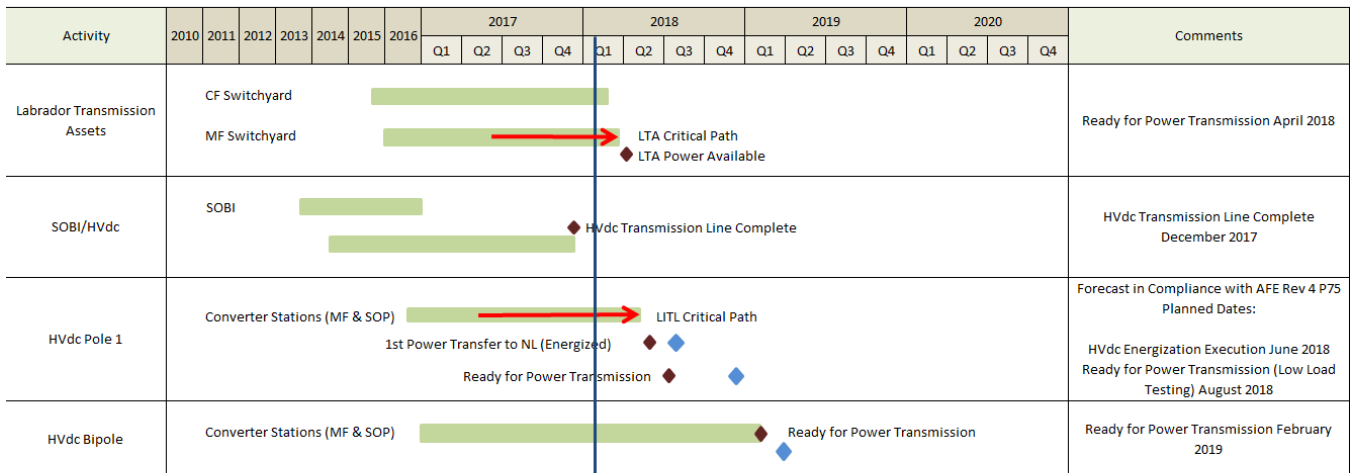 Activity
2010 2011 2012 2013 2014 2015 2016
2017
2018
2019
2020
Comments
Q1 Q2 Q3 Q4 Q1 Q2 Q3 Q4 Q1 Q2 Q3 Q4 Q1 Q2 Q3 Q4
Labrador Transmission
Assets
CF Switchyard
MF Switchyard
LTA Critical Path
LTA Power Available
Ready for Power Transmission April 2018
SOBI/HVdc
SOBI
HVdc Transmission Line Complete
HVdc Transmission Line Complete
December 2017
HVdc Pole 1
Converter Stations (MF & SOP)
LITL Critical Path
1st Power Transfer to NL (Energized)
Ready for Power Transmission
Forecast in Compliance with AFE Rev 4 P75
Planned Dates:
HVdc Energization Execution June 2018
Ready for Power Transmission (Low Load
Testing) August 2018
HVdc Bipole
Converter Stations (MF & SOP)
Ready for Power Transmission
Ready for Power Transmission February
2019